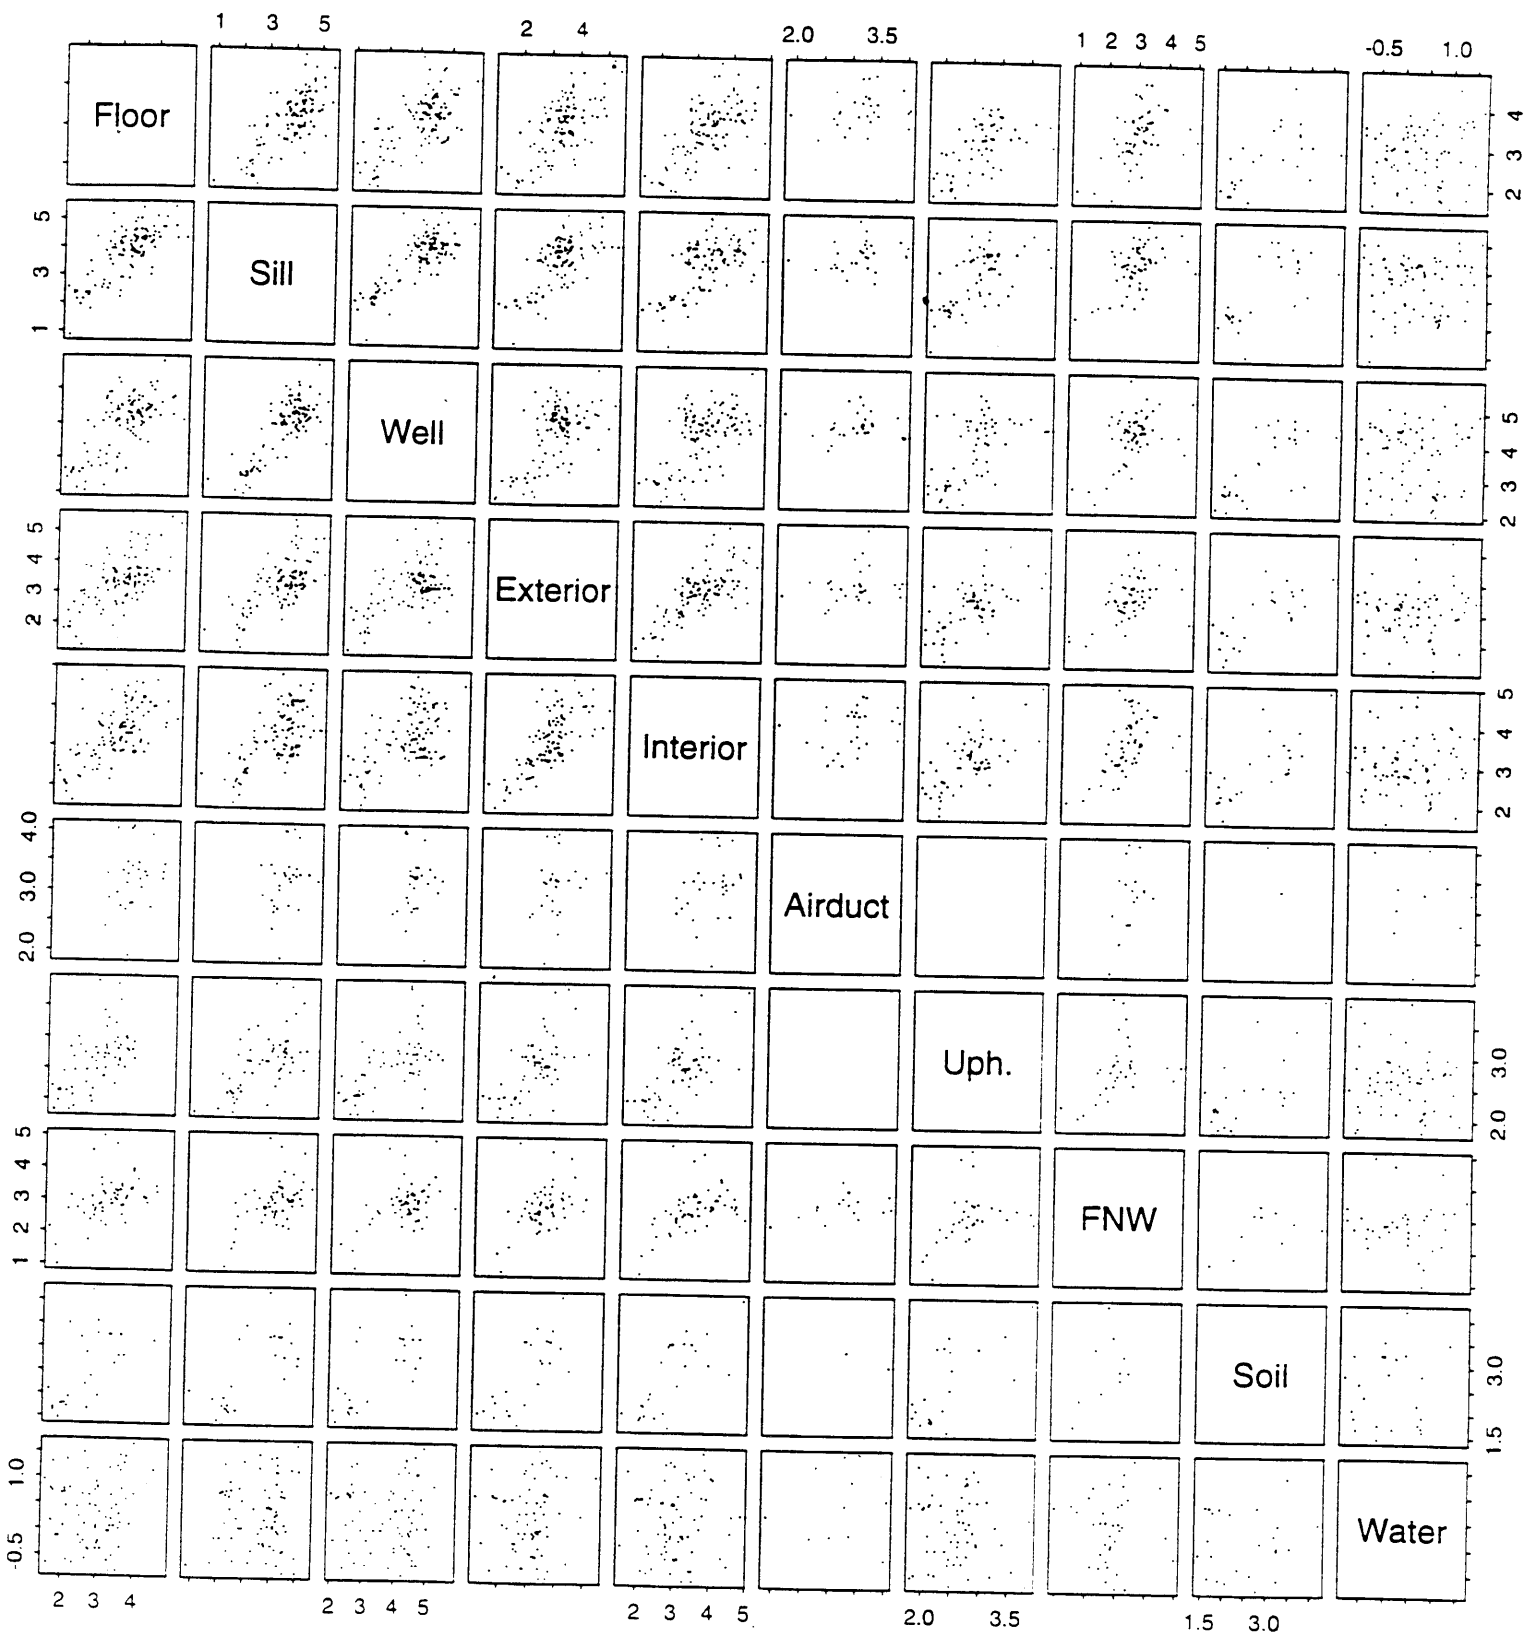 1 3 5
2 4
2.0 3.5
1 2 3 4 5
-0.5 1.0
Floor
2 3 4
1 3 5
Sill
Well
2 3 4 5
2 3 4 5
Exterior
Interior
2 3 4 5
2.0 3.0 4.0
Airduct
Uph.
2.0 3.0
1 2 3 4 5
FNW
Soil
1.5 3.0
-0.5 1.0
Water
2 3 4
2 3 4 5
2 3 4 5
2.0 3.5
1.5 3.0